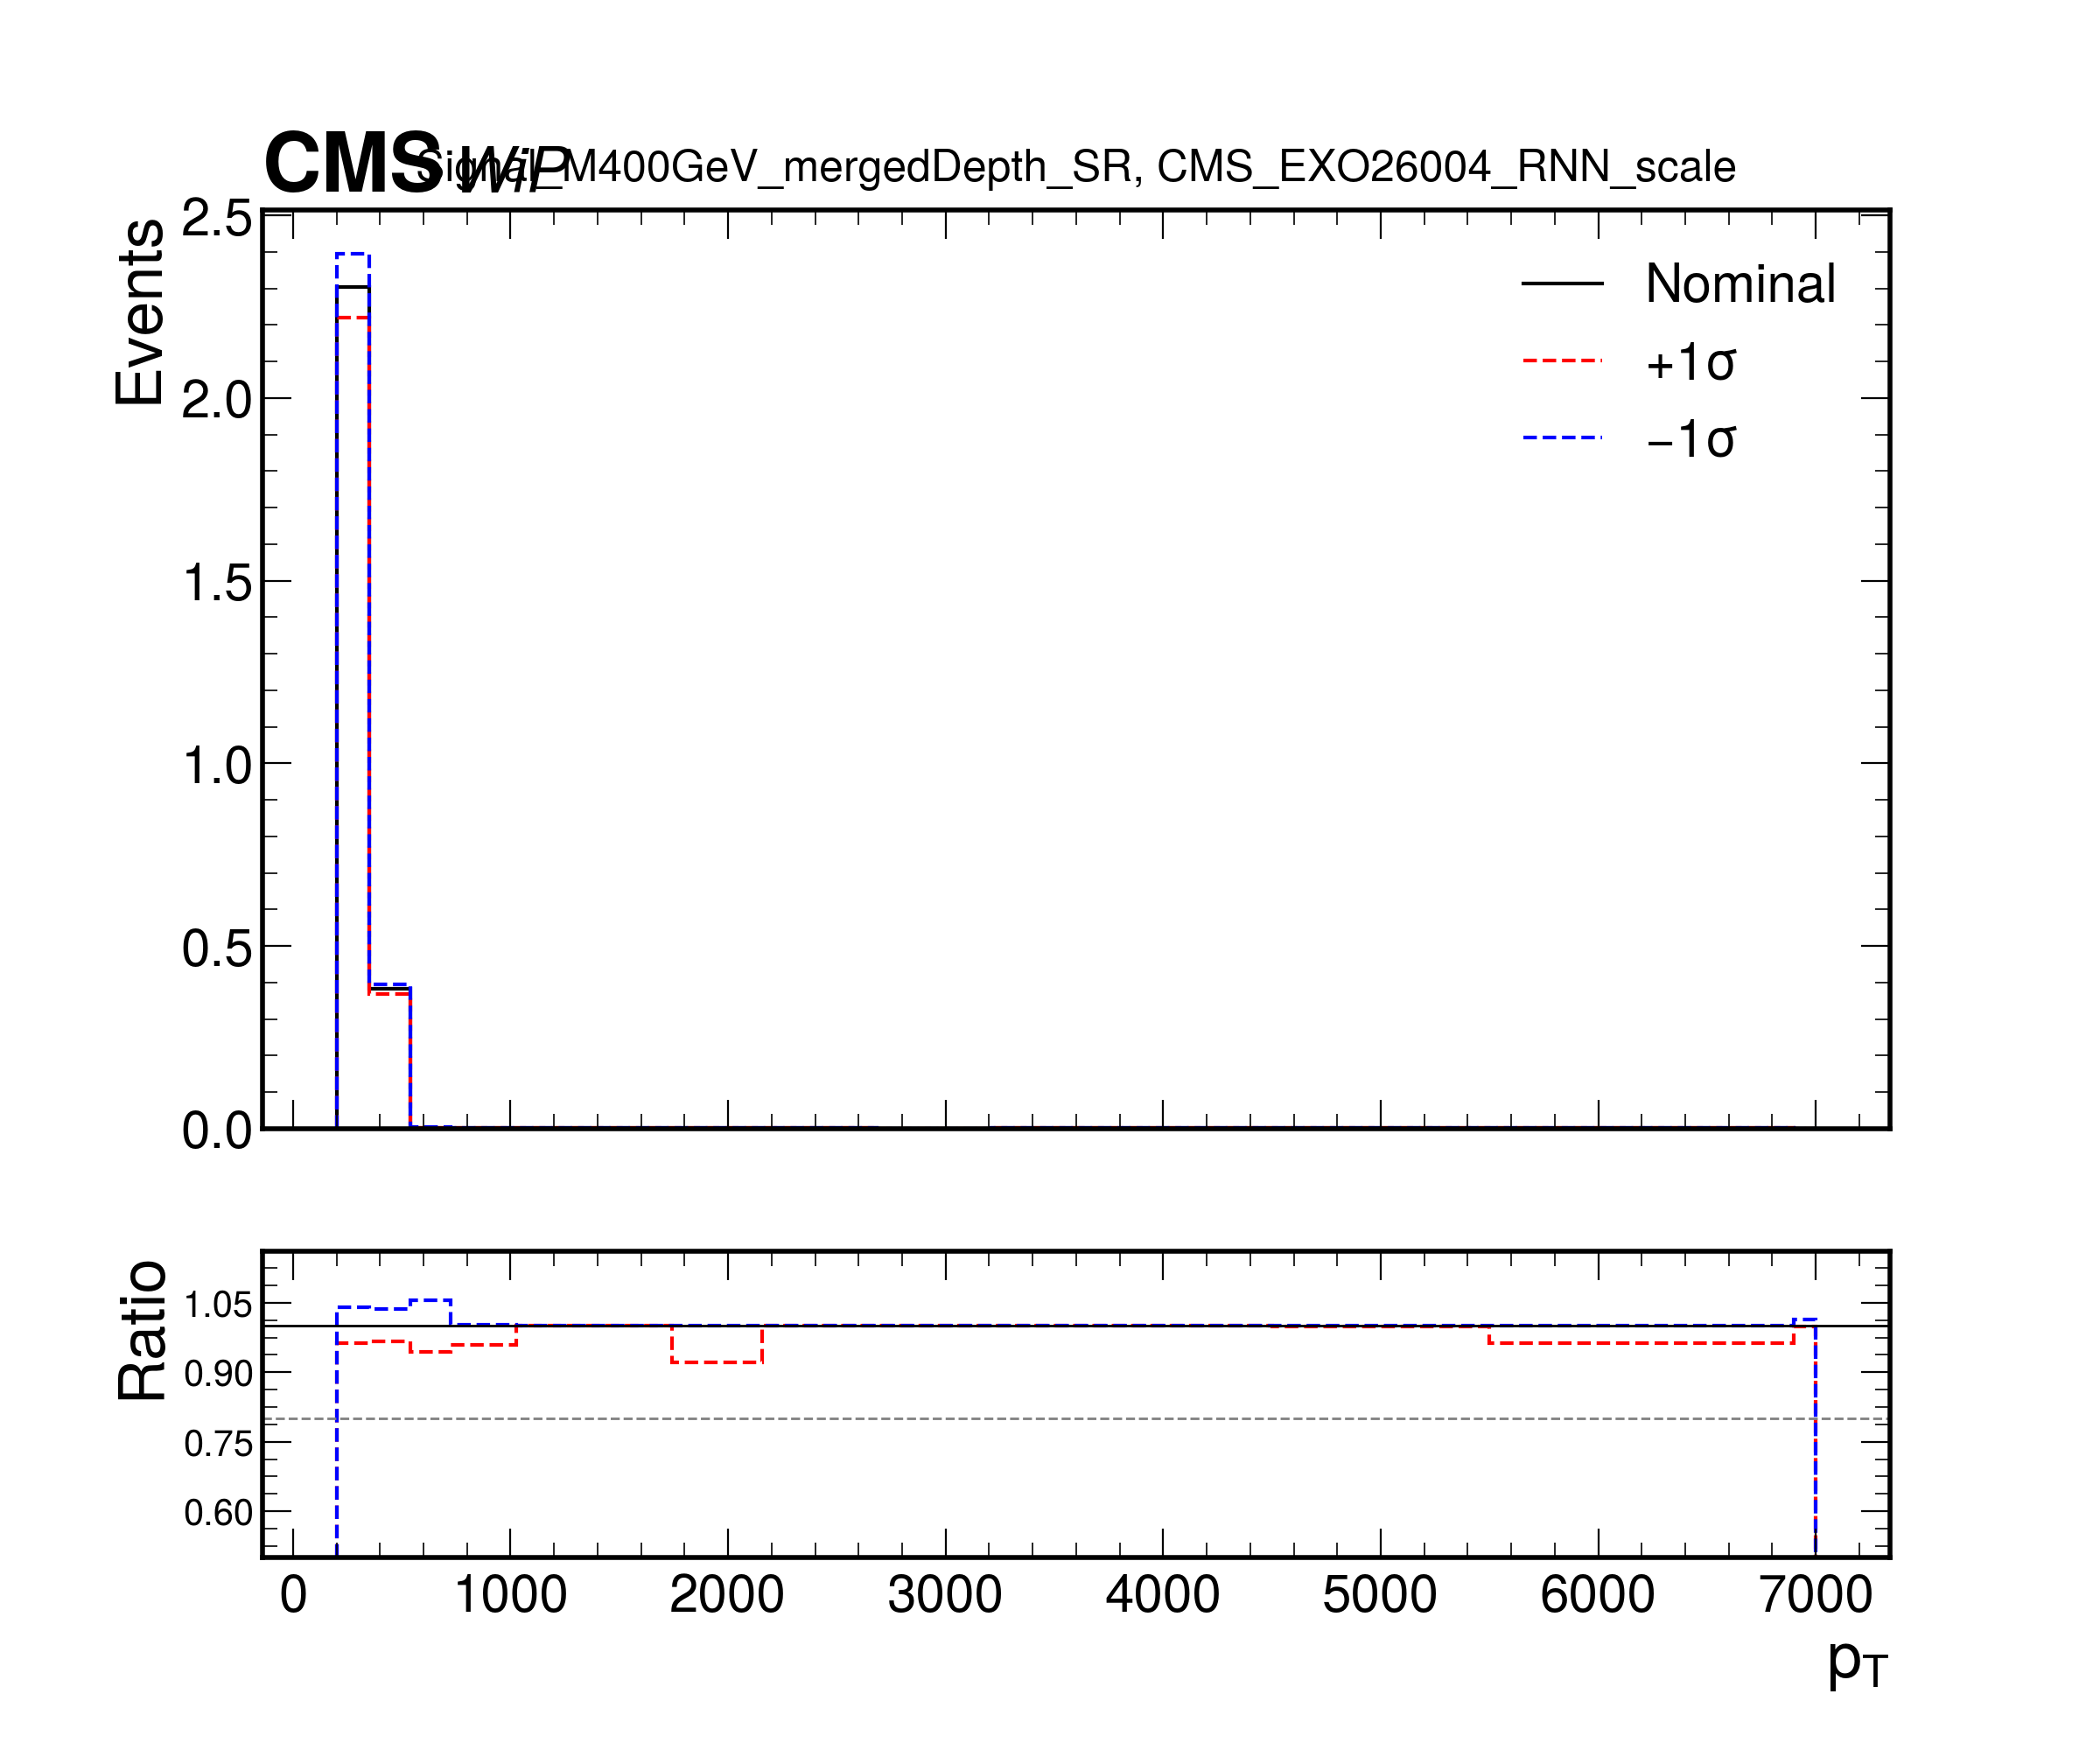 CMS WiP Signal_M400GeV_mergedDepth_SR, CMS_EXO26004_RNN_scale
Events
2.5
2.0
1.5
1.0
0.5
0.0
Nominal
+1σ
−1σ
Ratio
1.05
0.90
0.75
0.60
0 1000 2000 3000 4000 5000 6000 7000
pT